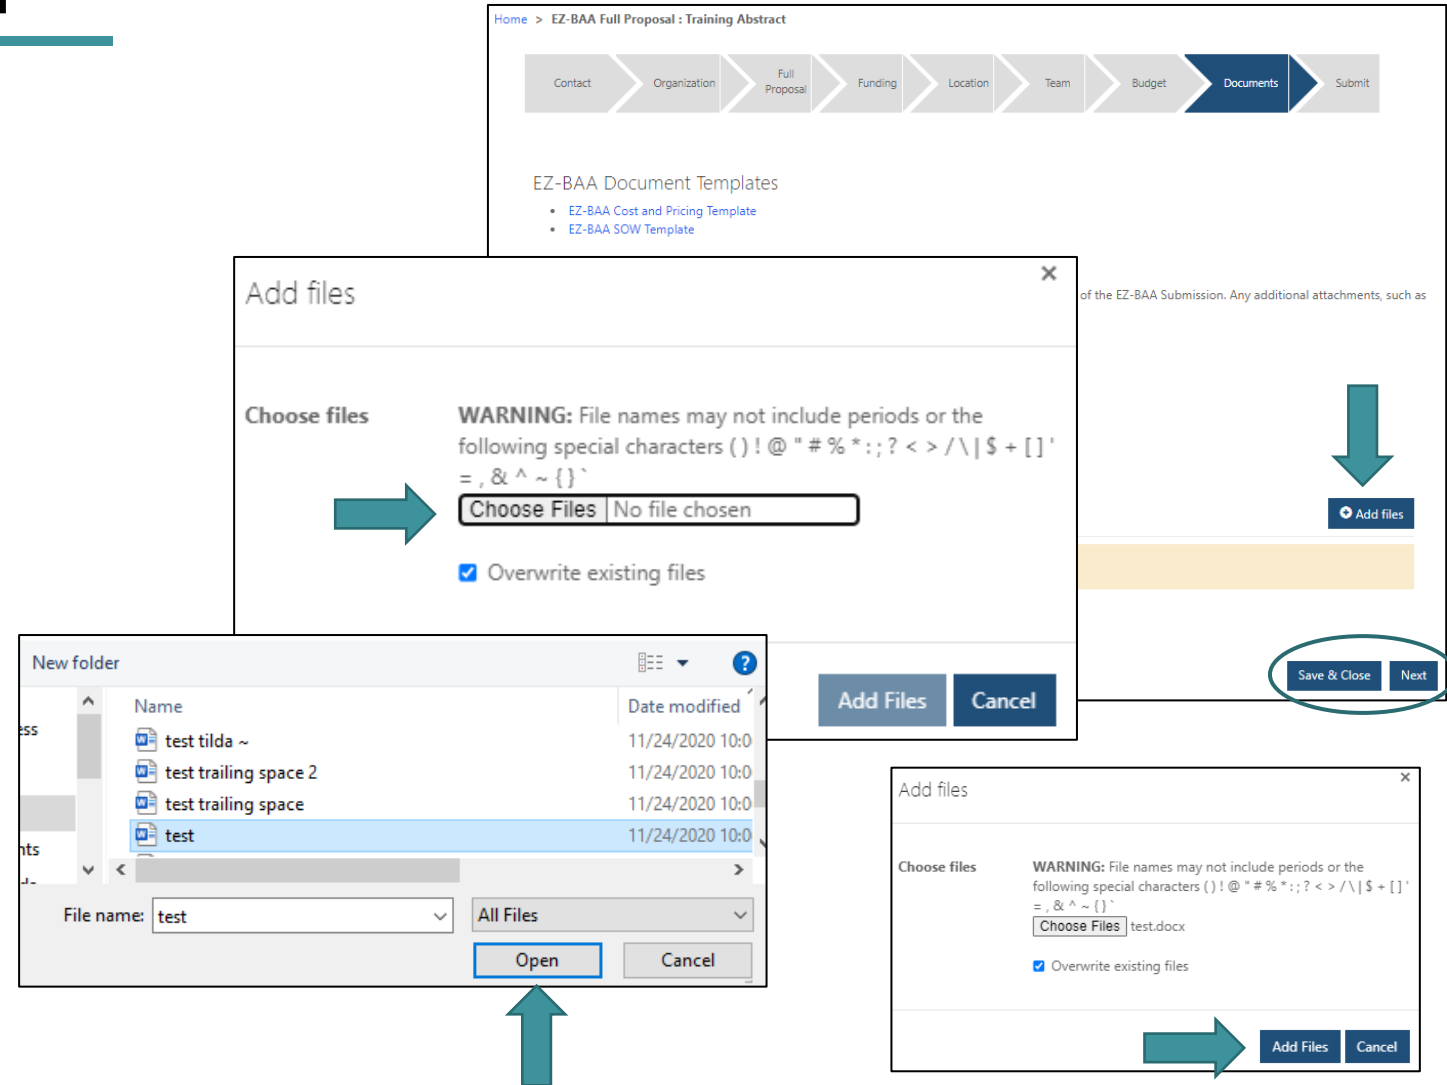 Home > EZ-BAA Full Proposal : Training Abstract
Contact
Organization
Full
Proposal
Funding
Location
Team
Budget
Documents
Submit
EZ-BAA Document Templates
• EZ-BAA Cost and Pricing Template
• EZ-BAA SOW Template
of the EZ-BAA Submission. Any additional attachments, such as
Add files
Save & Close
Next
Add files
×
Choose files
WARNING: File names may not include periods or the
following special characters ( ) ! @ " # % * : ; ? < > / \ | $ + [ ] '
= , & ^ ~ { } `
Choose Files No file chosen
Overwrite existing files
Add Files
Cancel
New folder
?
Name
Date modified
ess
test tilda ~ 11/24/2020 10:0
test trailing space 2 11/24/2020 10:0
test trailing space 11/24/2020 10:0
test 11/24/2020 10:0
nts
File name: test
All Files
Open
Cancel
Add files
×
Choose files
WARNING: File names may not include periods or the
following special characters ( ) ! @ " # % * : ; ? < > / \ | $ + [ ] '
= , & ^ ~ { } `
Choose Files test.docx
Overwrite existing files
Add Files
Cancel